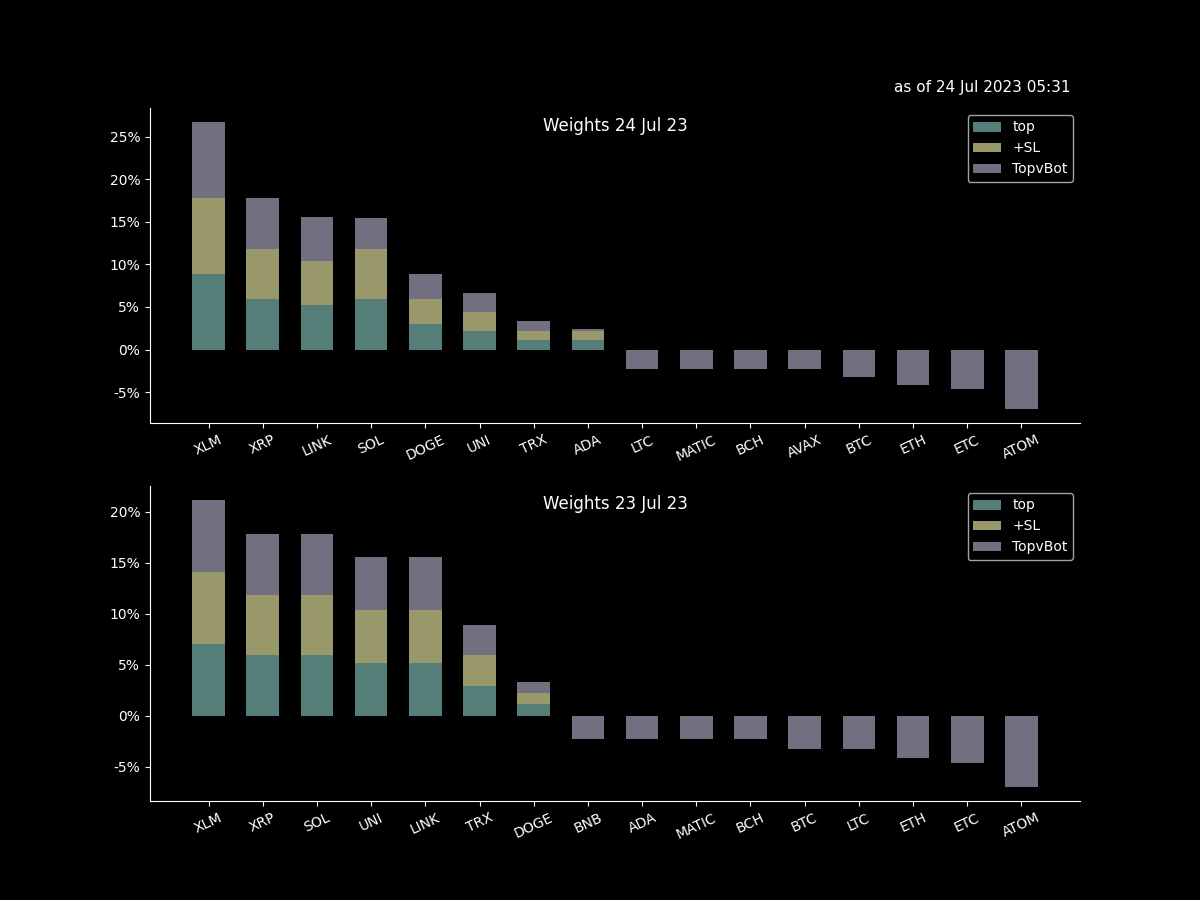 as of 24 Jul 2023 05:31
Weights 24 Jul 23
top
+SL
TopvBot
25%
20%
15%
10%
5%
0%
-5%
XLM XRP LINK SOL DOGE UNI TRX ADA LTC MATIC BCH AVAX BTC ETH ETC ATOM
Weights 23 Jul 23
top
+SL
TopvBot
20%
15%
10%
5%
0%
-5%
XLM XRP SOL UNI LINK TRX DOGE BNB ADA MATIC BCH BTC LTC ETH ETC ATOM